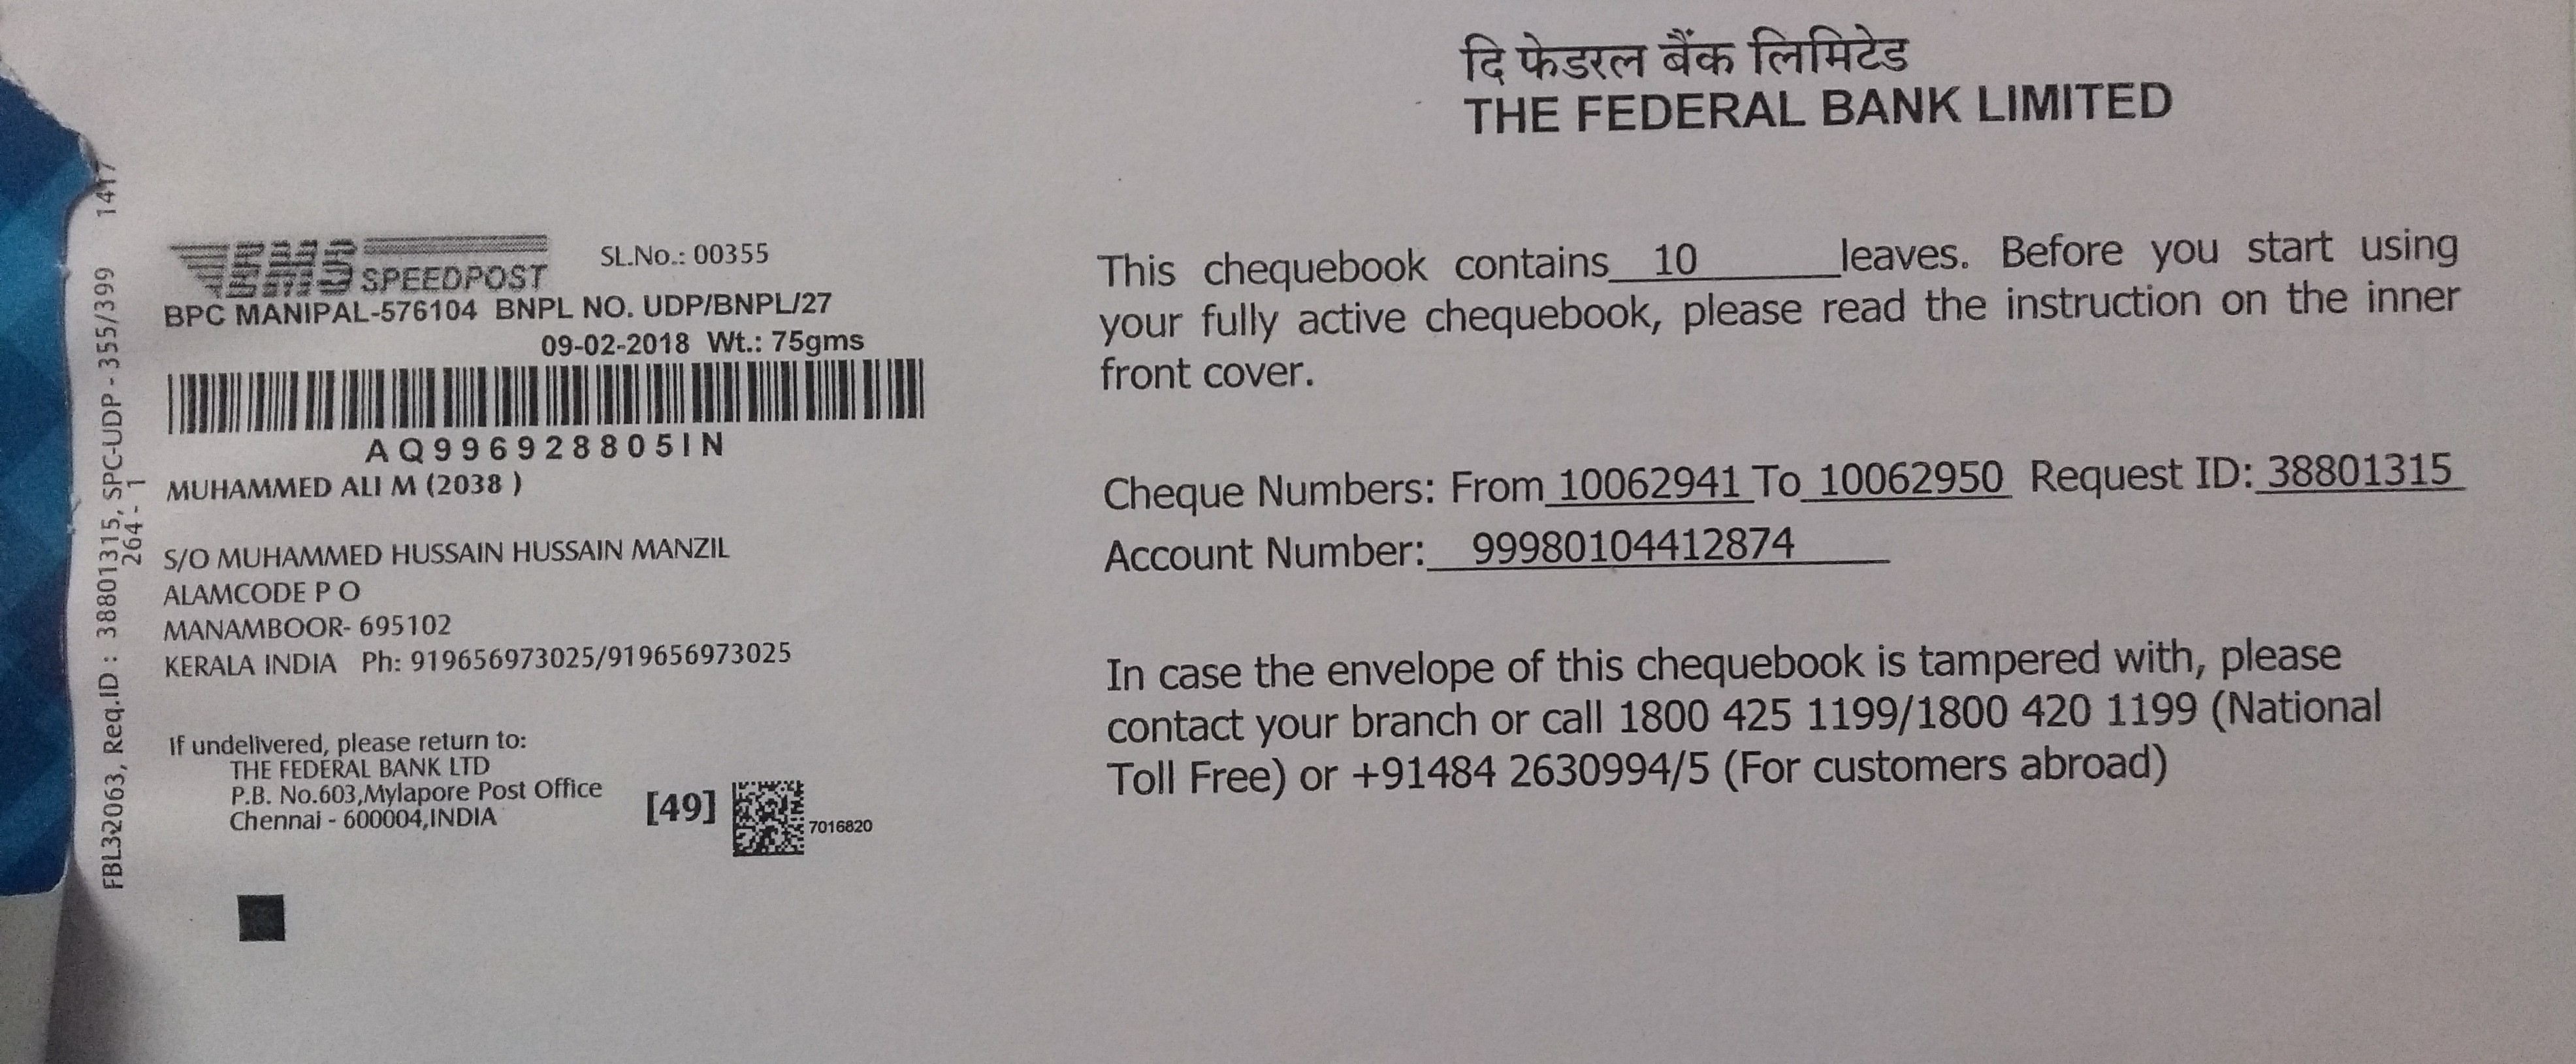 दि फेडरल बैंक लिमिटेड
THE FEDERAL BANK LIMITED
FBL32063, Req.ID : 38801315, SPC-UDP - 355/399 1417
264 - 1
EMS SPEEDPOST SL.No.: 00355
BPC MANIPAL-576104 BNPL NO. UDP/BNPL/27
09-02-2018 Wt.: 75gms
AQ996928805IN
MUHAMMED ALI M (2038 )
S/O MUHAMMED HUSSAIN HUSSAIN MANZIL
ALAMCODE P O
MANAMBOOR- 695102
KERALA INDIA Ph: 919656973025/919656973025
If undelivered, please return to:
THE FEDERAL BANK LTD
P.B. No.603,Mylapore Post Office
Chennai - 600004,INDIA
[49] 7016820
This chequebook contains 10 leaves. Before you start using
your fully active chequebook, please read the instruction on the inner
front cover.
Cheque Numbers: From 10062941 To 10062950 Request ID: 38801315
Account Number: 99980104412874
In case the envelope of this chequebook is tampered with, please
contact your branch or call 1800 425 1199/1800 420 1199 (National
Toll Free) or +91484 2630994/5 (For customers abroad)